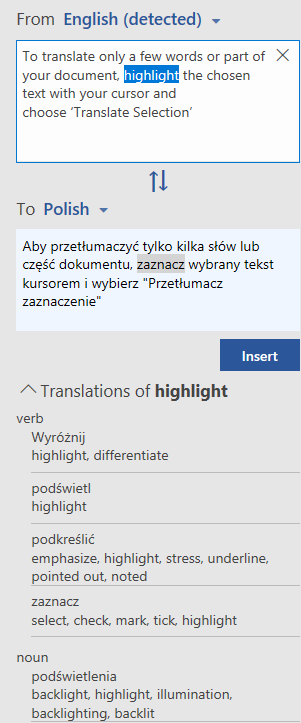 From English (detected)
To translate only a few words or part of
your document, highlight the chosen
text with your cursor and
choose ‘Translate Selection’
To Polish
Aby przetłumaczyć tylko kilka słów lub
część dokumentu, zaznacz wybrany tekst
kursorem i wybierz "Przetłumacz
zaznaczenie"
Insert
Translations of highlight
verb
Wyróżnij
highlight, differentiate
podświetl
highlight
podkreślić
emphasize, highlight, stress, underline,
pointed out, noted
zaznacz
select, check, mark, tick, highlight
noun
podświetlenia
backlight, highlight, illumination,
backlighting, backlit